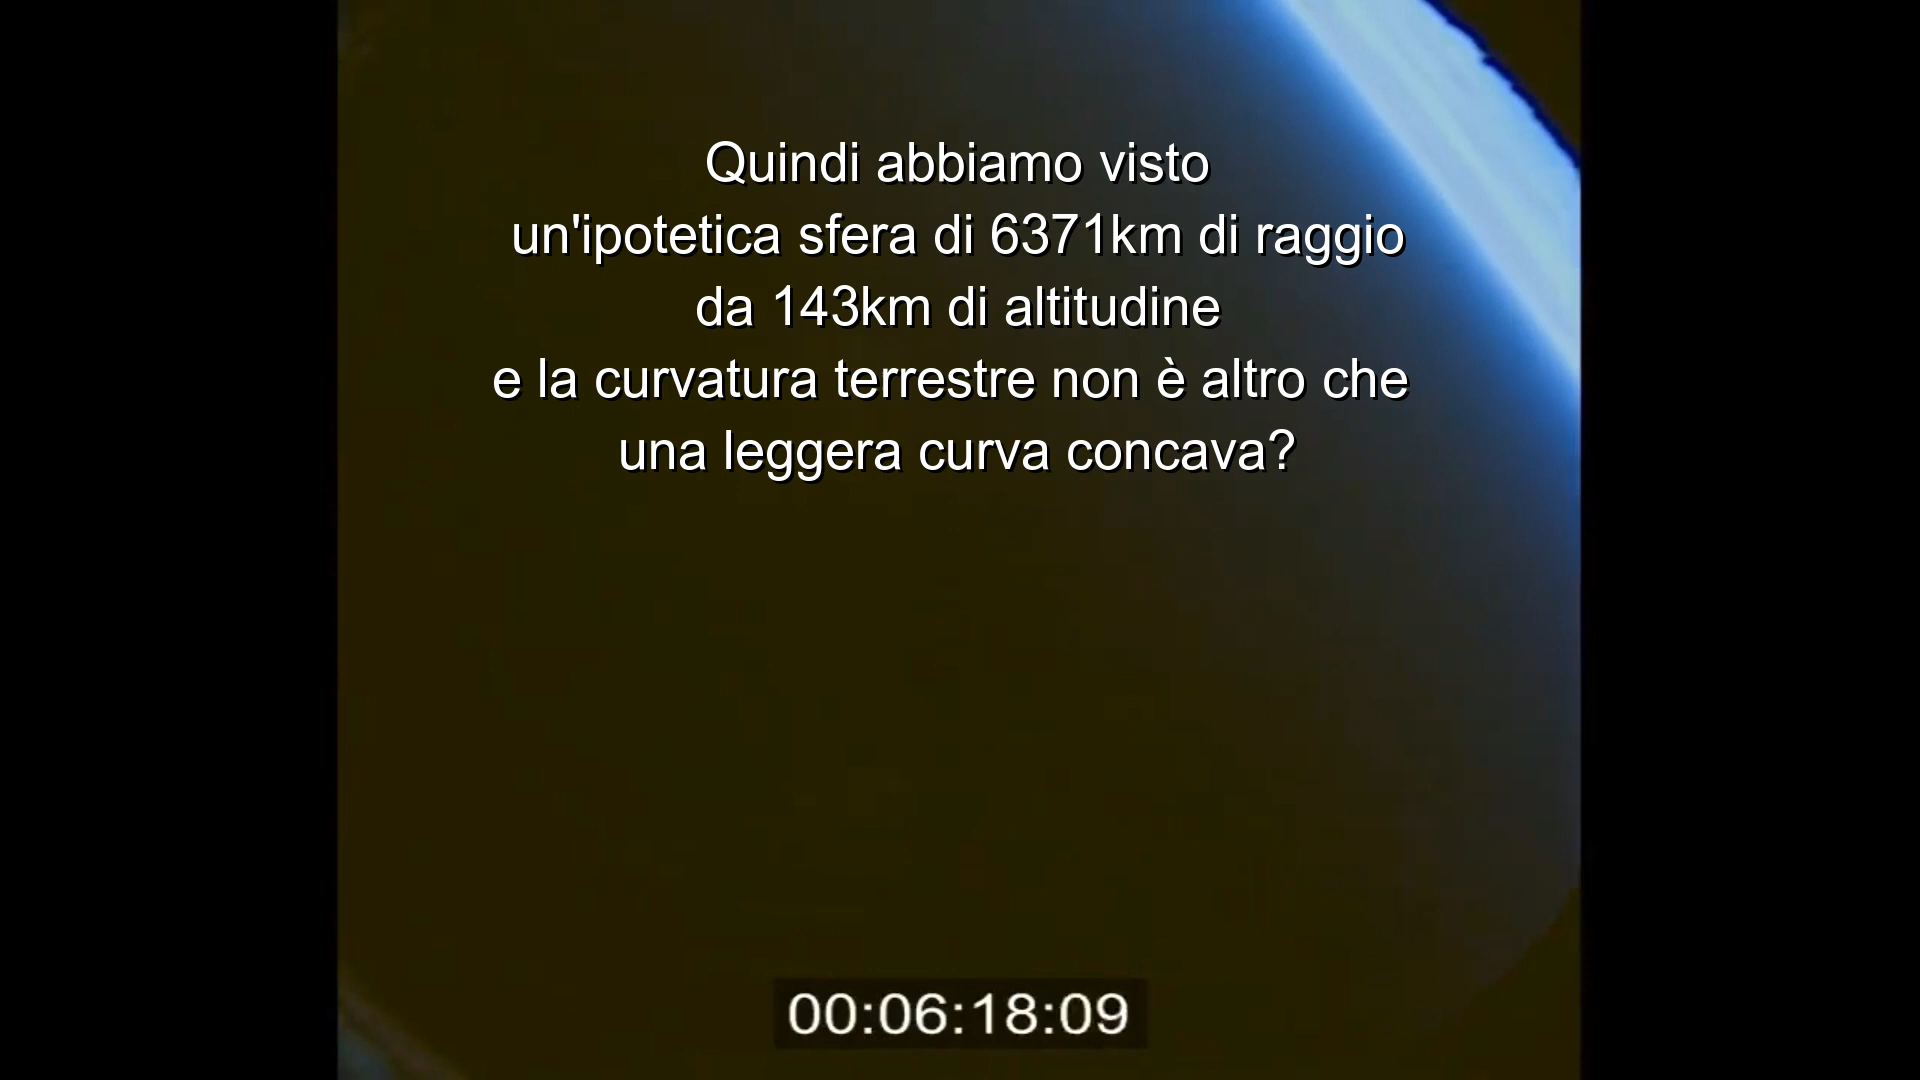 Quindi abbiamo visto
un'ipotetica sfera di 6371km di raggio
da 143km di altitudine
e la curvatura terrestre non è altro che
una leggera curva concava?
00:06:18:09